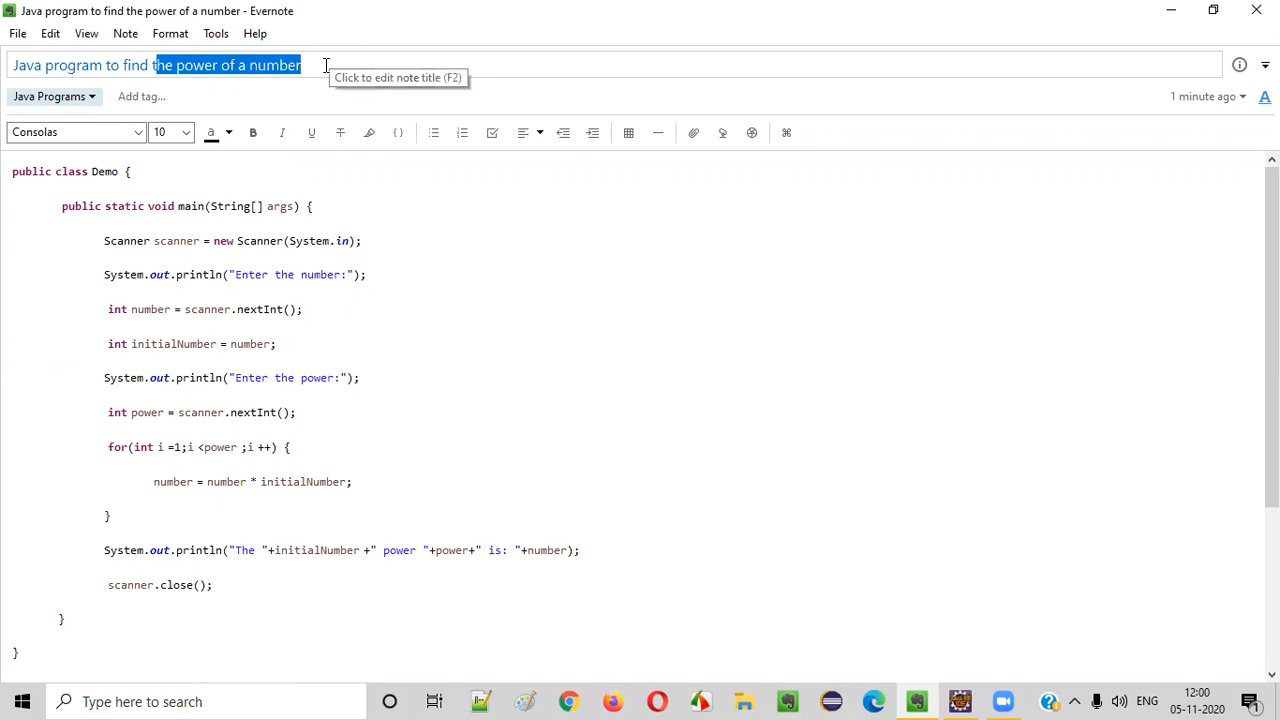 Java program to find the power of a number - Evernote
File Edit View Note Format Tools Help
Java program to find the power of a number
Click to edit note title (F2)
Java Programs Add tag... 1 minute ago
Consolas 10 a B I U T { }
public class Demo {
public static void main(String[] args) {
Scanner scanner = new Scanner(System.in);
System.out.println("Enter the number:");
int number = scanner.nextInt();
int initialNumber = number;
System.out.println("Enter the power:");
int power = scanner.nextInt();
for(int i =1;i <power ;i ++) {
number = number * initialNumber;
}
System.out.println("The "+initialNumber +" power "+power+" is: "+number);
scanner.close();
}
}
Type here to search
ENG
12:00
05-11-2020